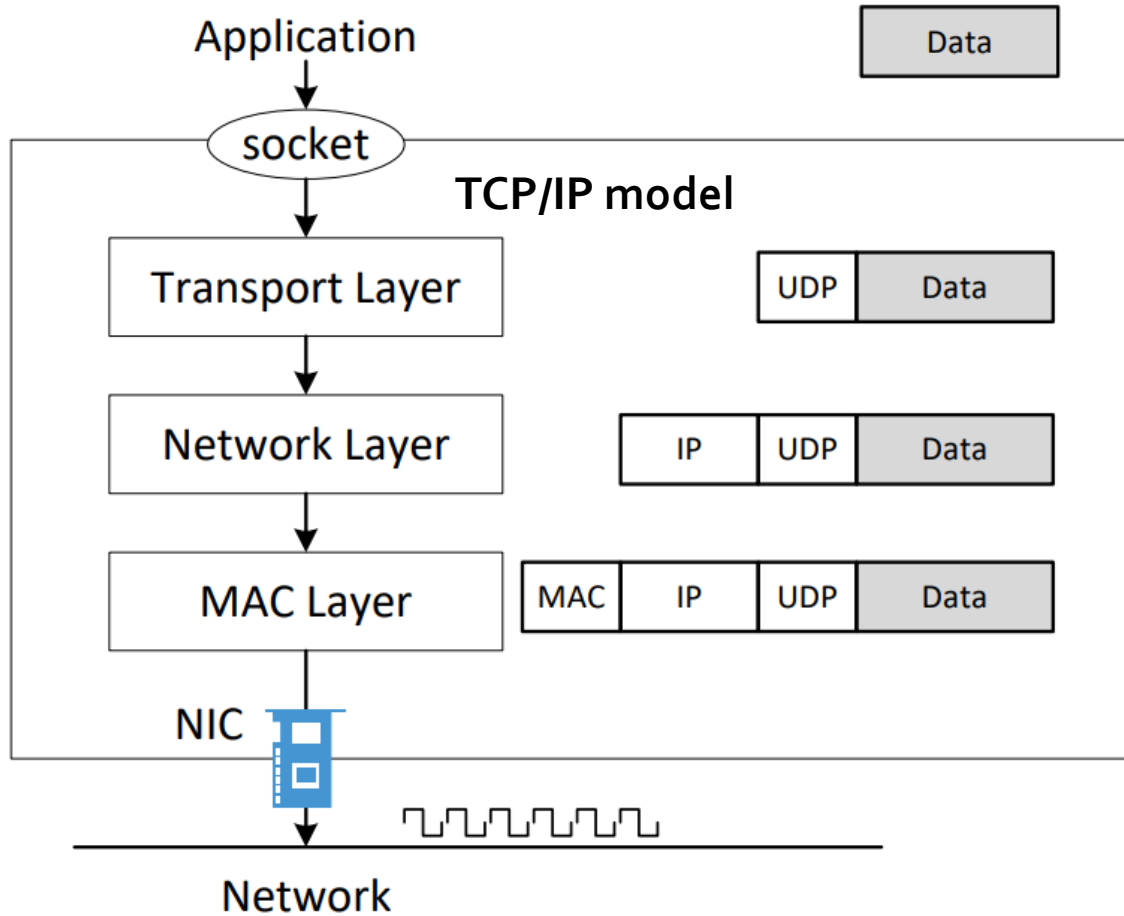 Application
Data
socket
TCP/IP model
Transport Layer
UDP Data
Network Layer
IP UDP Data
MAC Layer
MAC IP UDP Data
NIC
Network